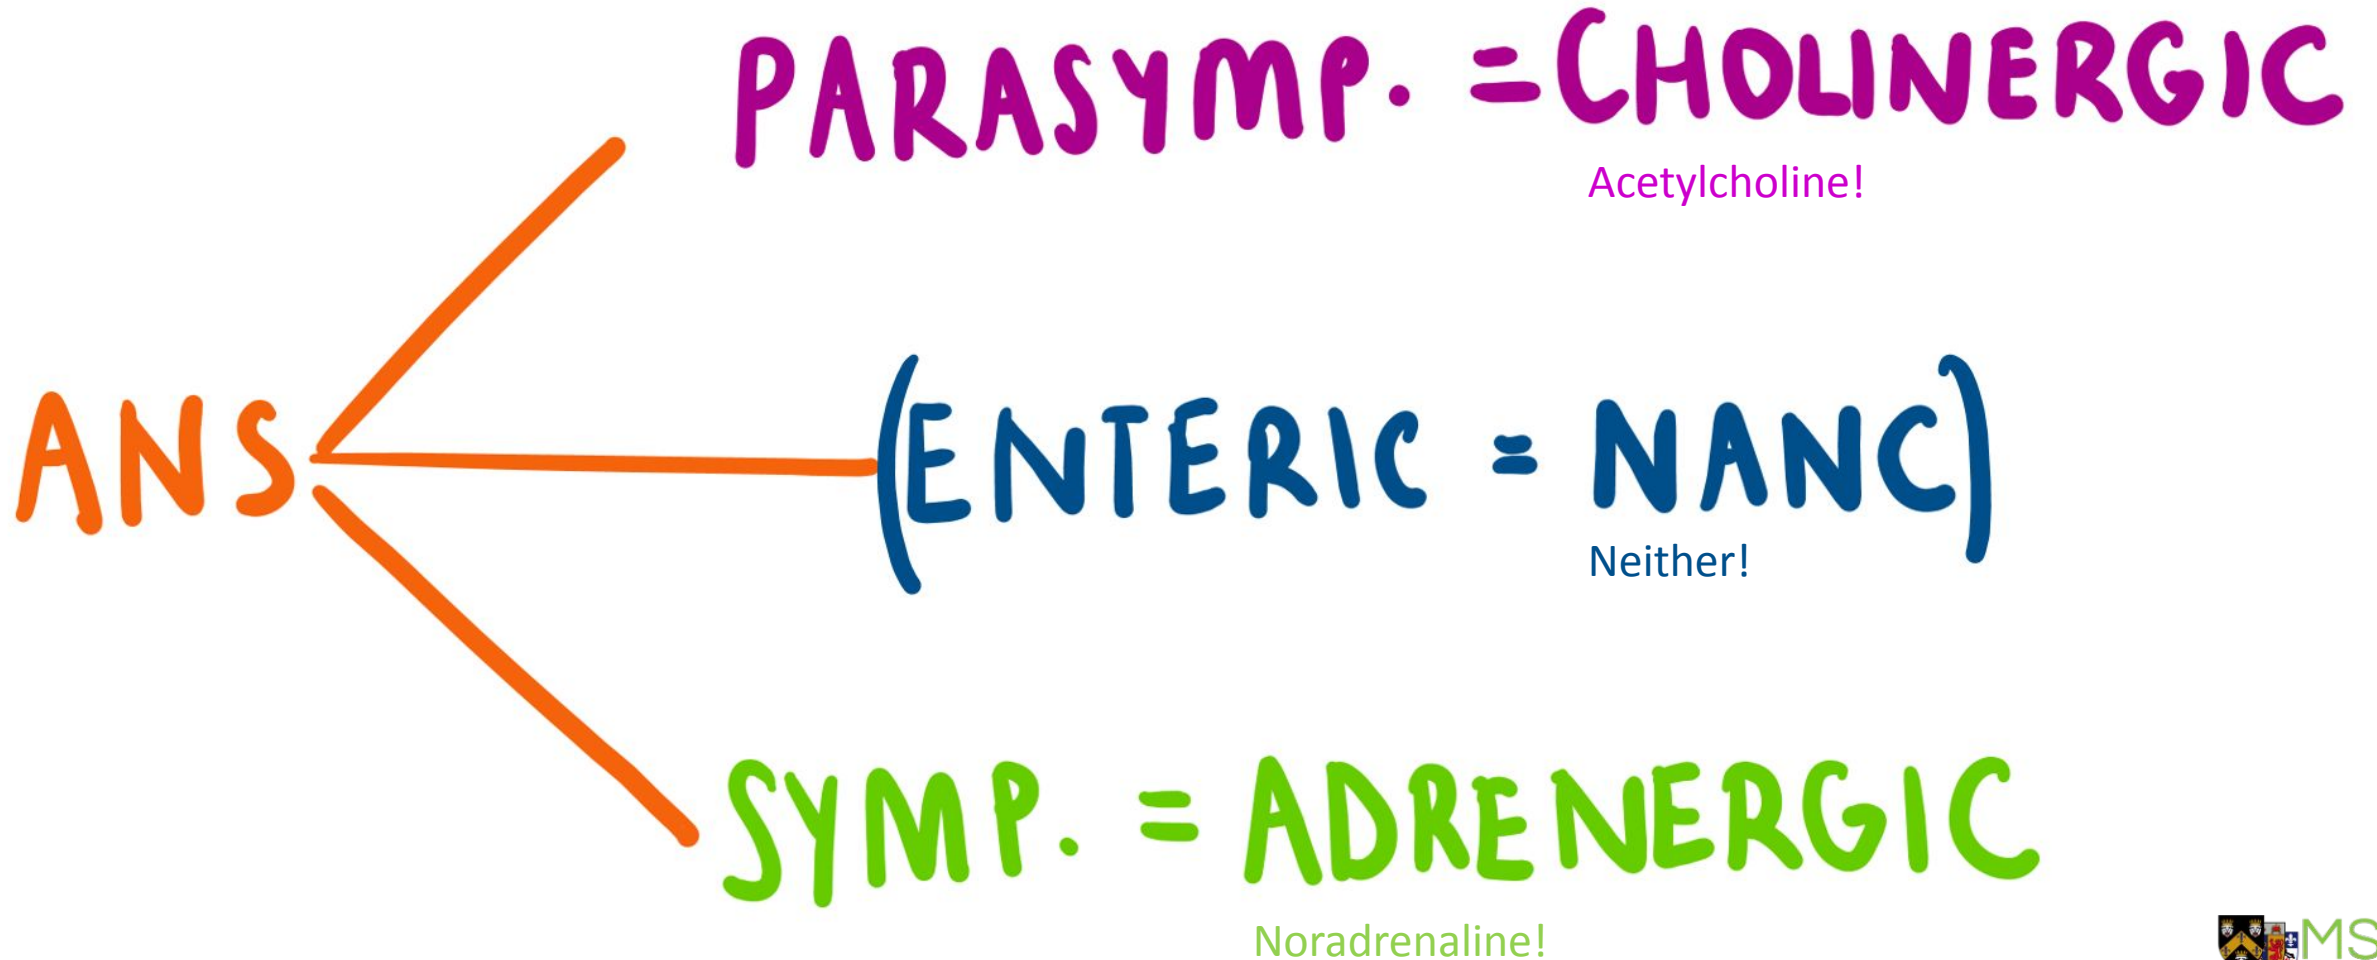 PARASYMP. = CHOLINERGIC
Acetylcholine!
ANS (ENTERIC = NANC)
Neither!
SYMP. = ADRENERGIC
Noradrenaline!
MS